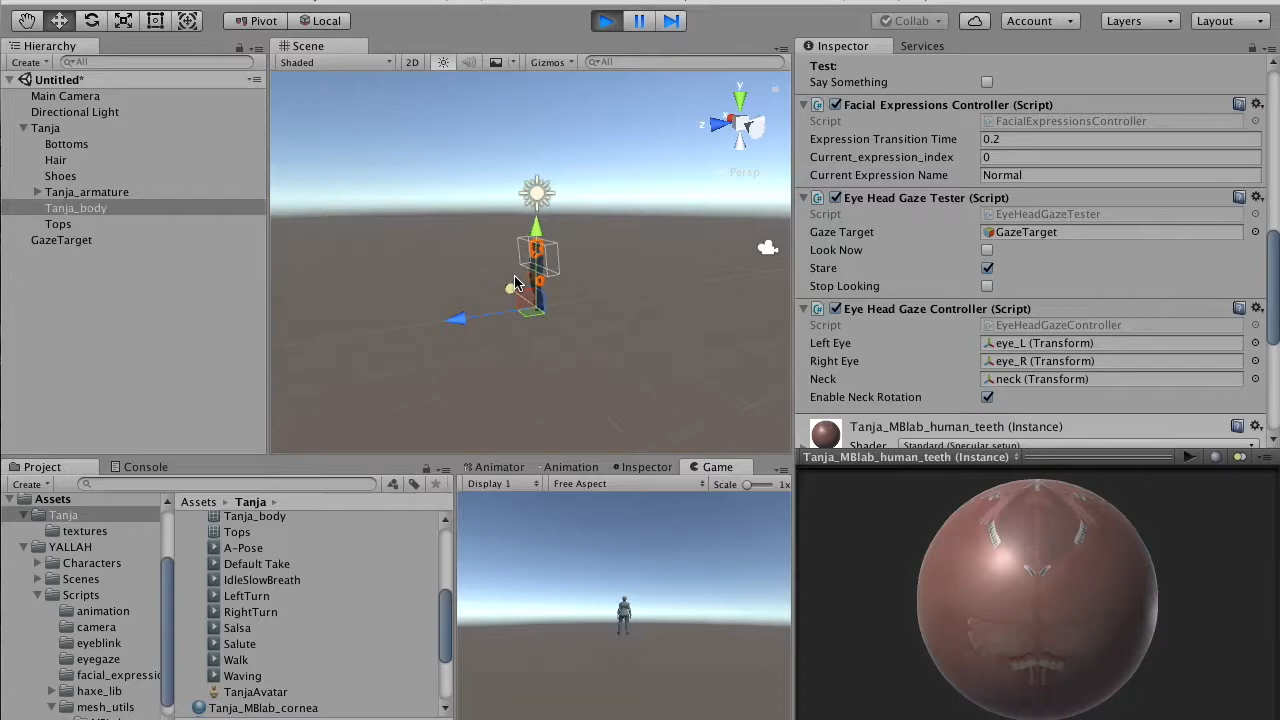 Pivot
Local
Collab
Account
Layers
Layout
Hierarchy
Create
All
Untitled*
Main Camera
Directional Light
Tanja
Bottoms
Hair
Shoes
Tanja_armature
Tanja_body
Tops
GazeTarget
Scene
Shaded
2D
Gizmos
All
y
x
z
Persp
Inspector
Services
Test:
Say Something
Facial Expressions Controller (Script)
Script
FacialExpressionsController
Expression Transition Time
0.2
Current_expression_index
0
Current Expression Name
Normal
Eye Head Gaze Tester (Script)
Script
EyeHeadGazeTester
Gaze Target
GazeTarget
Look Now
Stare
Stop Looking
Eye Head Gaze Controller (Script)
Script
EyeHeadGazeController
Left Eye
eye_L (Transform)
Right Eye
eye_R (Transform)
Neck
neck (Transform)
Enable Neck Rotation
Tanja_MBlab_human_teeth (Instance)
Shader
Standard (Specular setup)
Tanja_MBlab_human_teeth (Instance)
Project
Console
Create
Assets
Tanja
textures
YALLAH
Characters
Scenes
Scripts
animation
camera
eyeblink
eyegaze
facial_expressio
haxe_lib
mesh_utils
Assets
Tanja
Tanja_body
Tops
A-Pose
Default Take
IdleSlowBreath
LeftTurn
RightTurn
Salsa
Salute
Walk
Waving
TanjaAvatar
Tanja_MBlab_cornea
Animator
Animation
Inspector
Game
Display 1
Free Aspect
Scale
1x